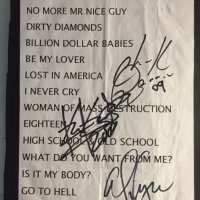 NO MORE MR NICE GUY
DIRTY DIAMONDS
BILLION DOLLAR BABIES
BE MY LOVER
LOST IN AMERICA
I NEVER CRY
09
WOMAN OF MASS DESTRUCTION
EIGHTEEN
HIGH SCHOOL OLD SCHOOL
WHAT DO YOU WANT FROM ME?
IS IT MY BODY?
GO TO HELL